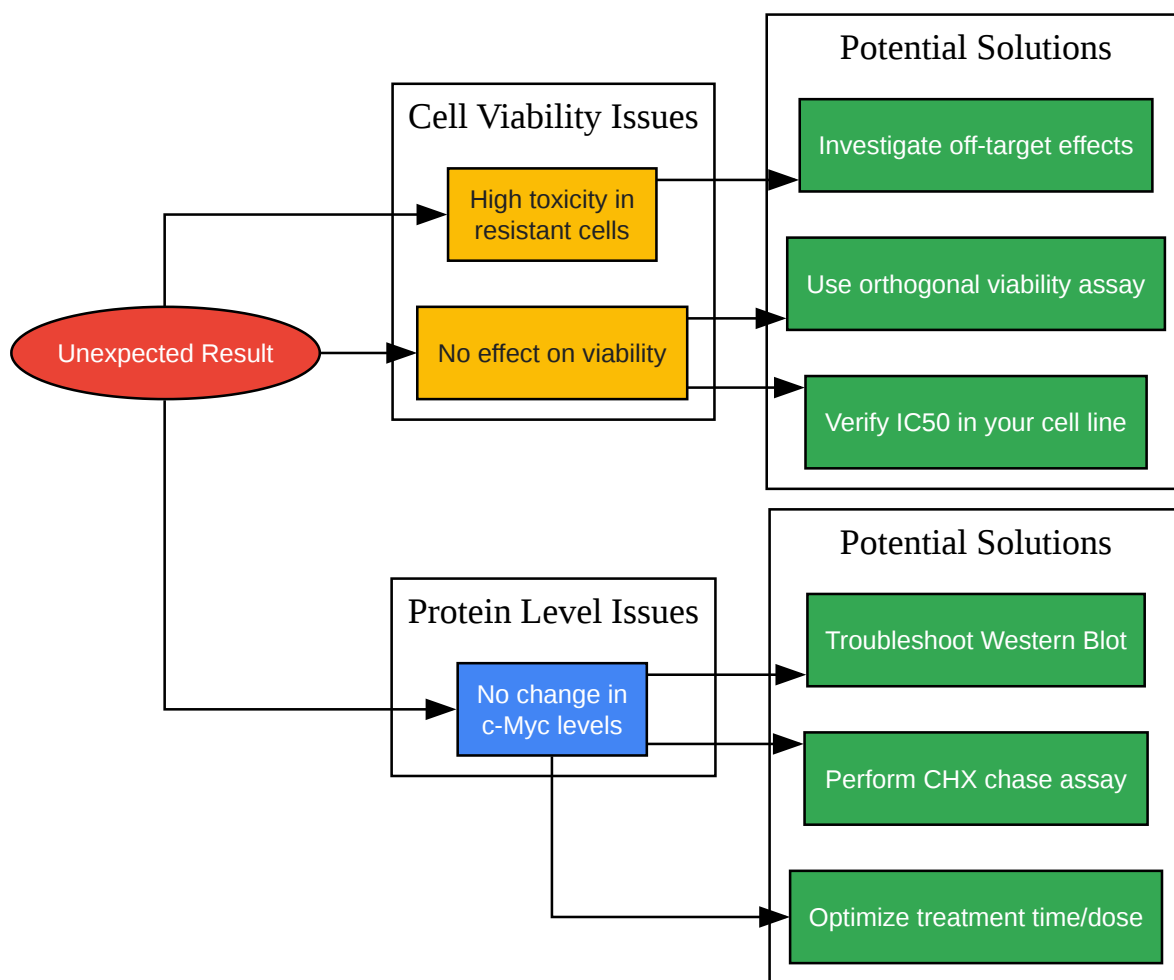 Unexpected Result
Cell Viability Issues
High toxicity in
resistant cells
No effect on viability
Potential Solutions
Investigate off-target effects
Use orthogonal viability assay
Verify IC50 in your cell line
Protein Level Issues
No change in
c-Myc levels
Potential Solutions
Troubleshoot Western Blot
Perform CHX chase assay
Optimize treatment time/dose